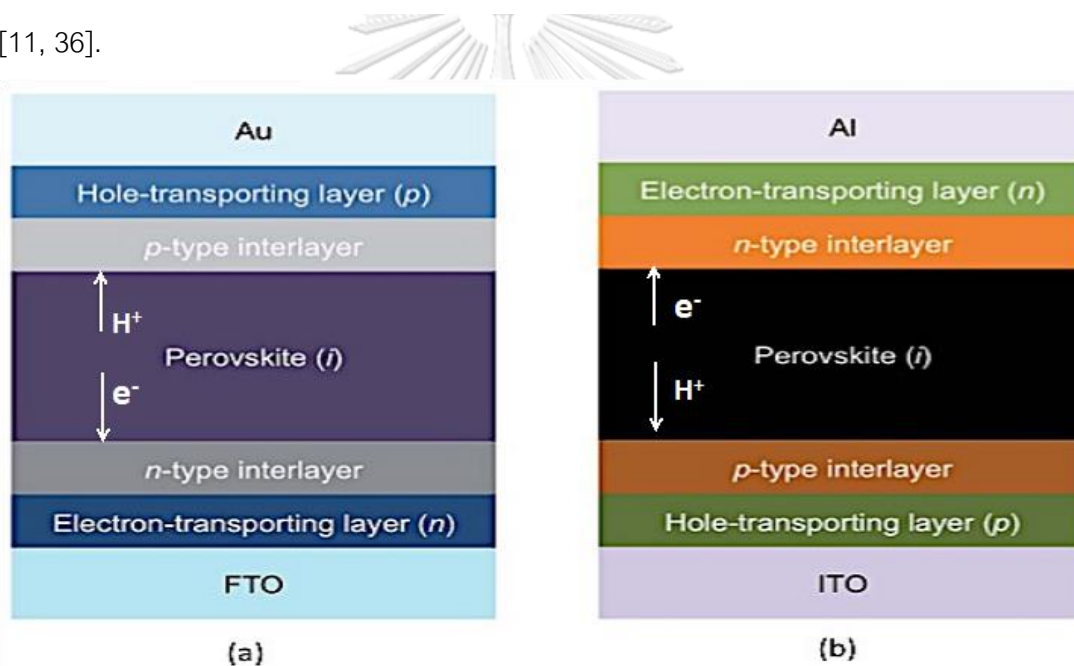 [11, 36].
Au
Hole-transporting layer (p)
p-type interlayer
H+
Perovskite (i)
e-
n-type interlayer
Electron-transporting layer (n)
FTO
(a)
Al
Electron-transporting layer (n)
n-type interlayer
e-
Perovskite (i)
H+
p-type interlayer
Hole-transporting layer (p)
ITO
(b)